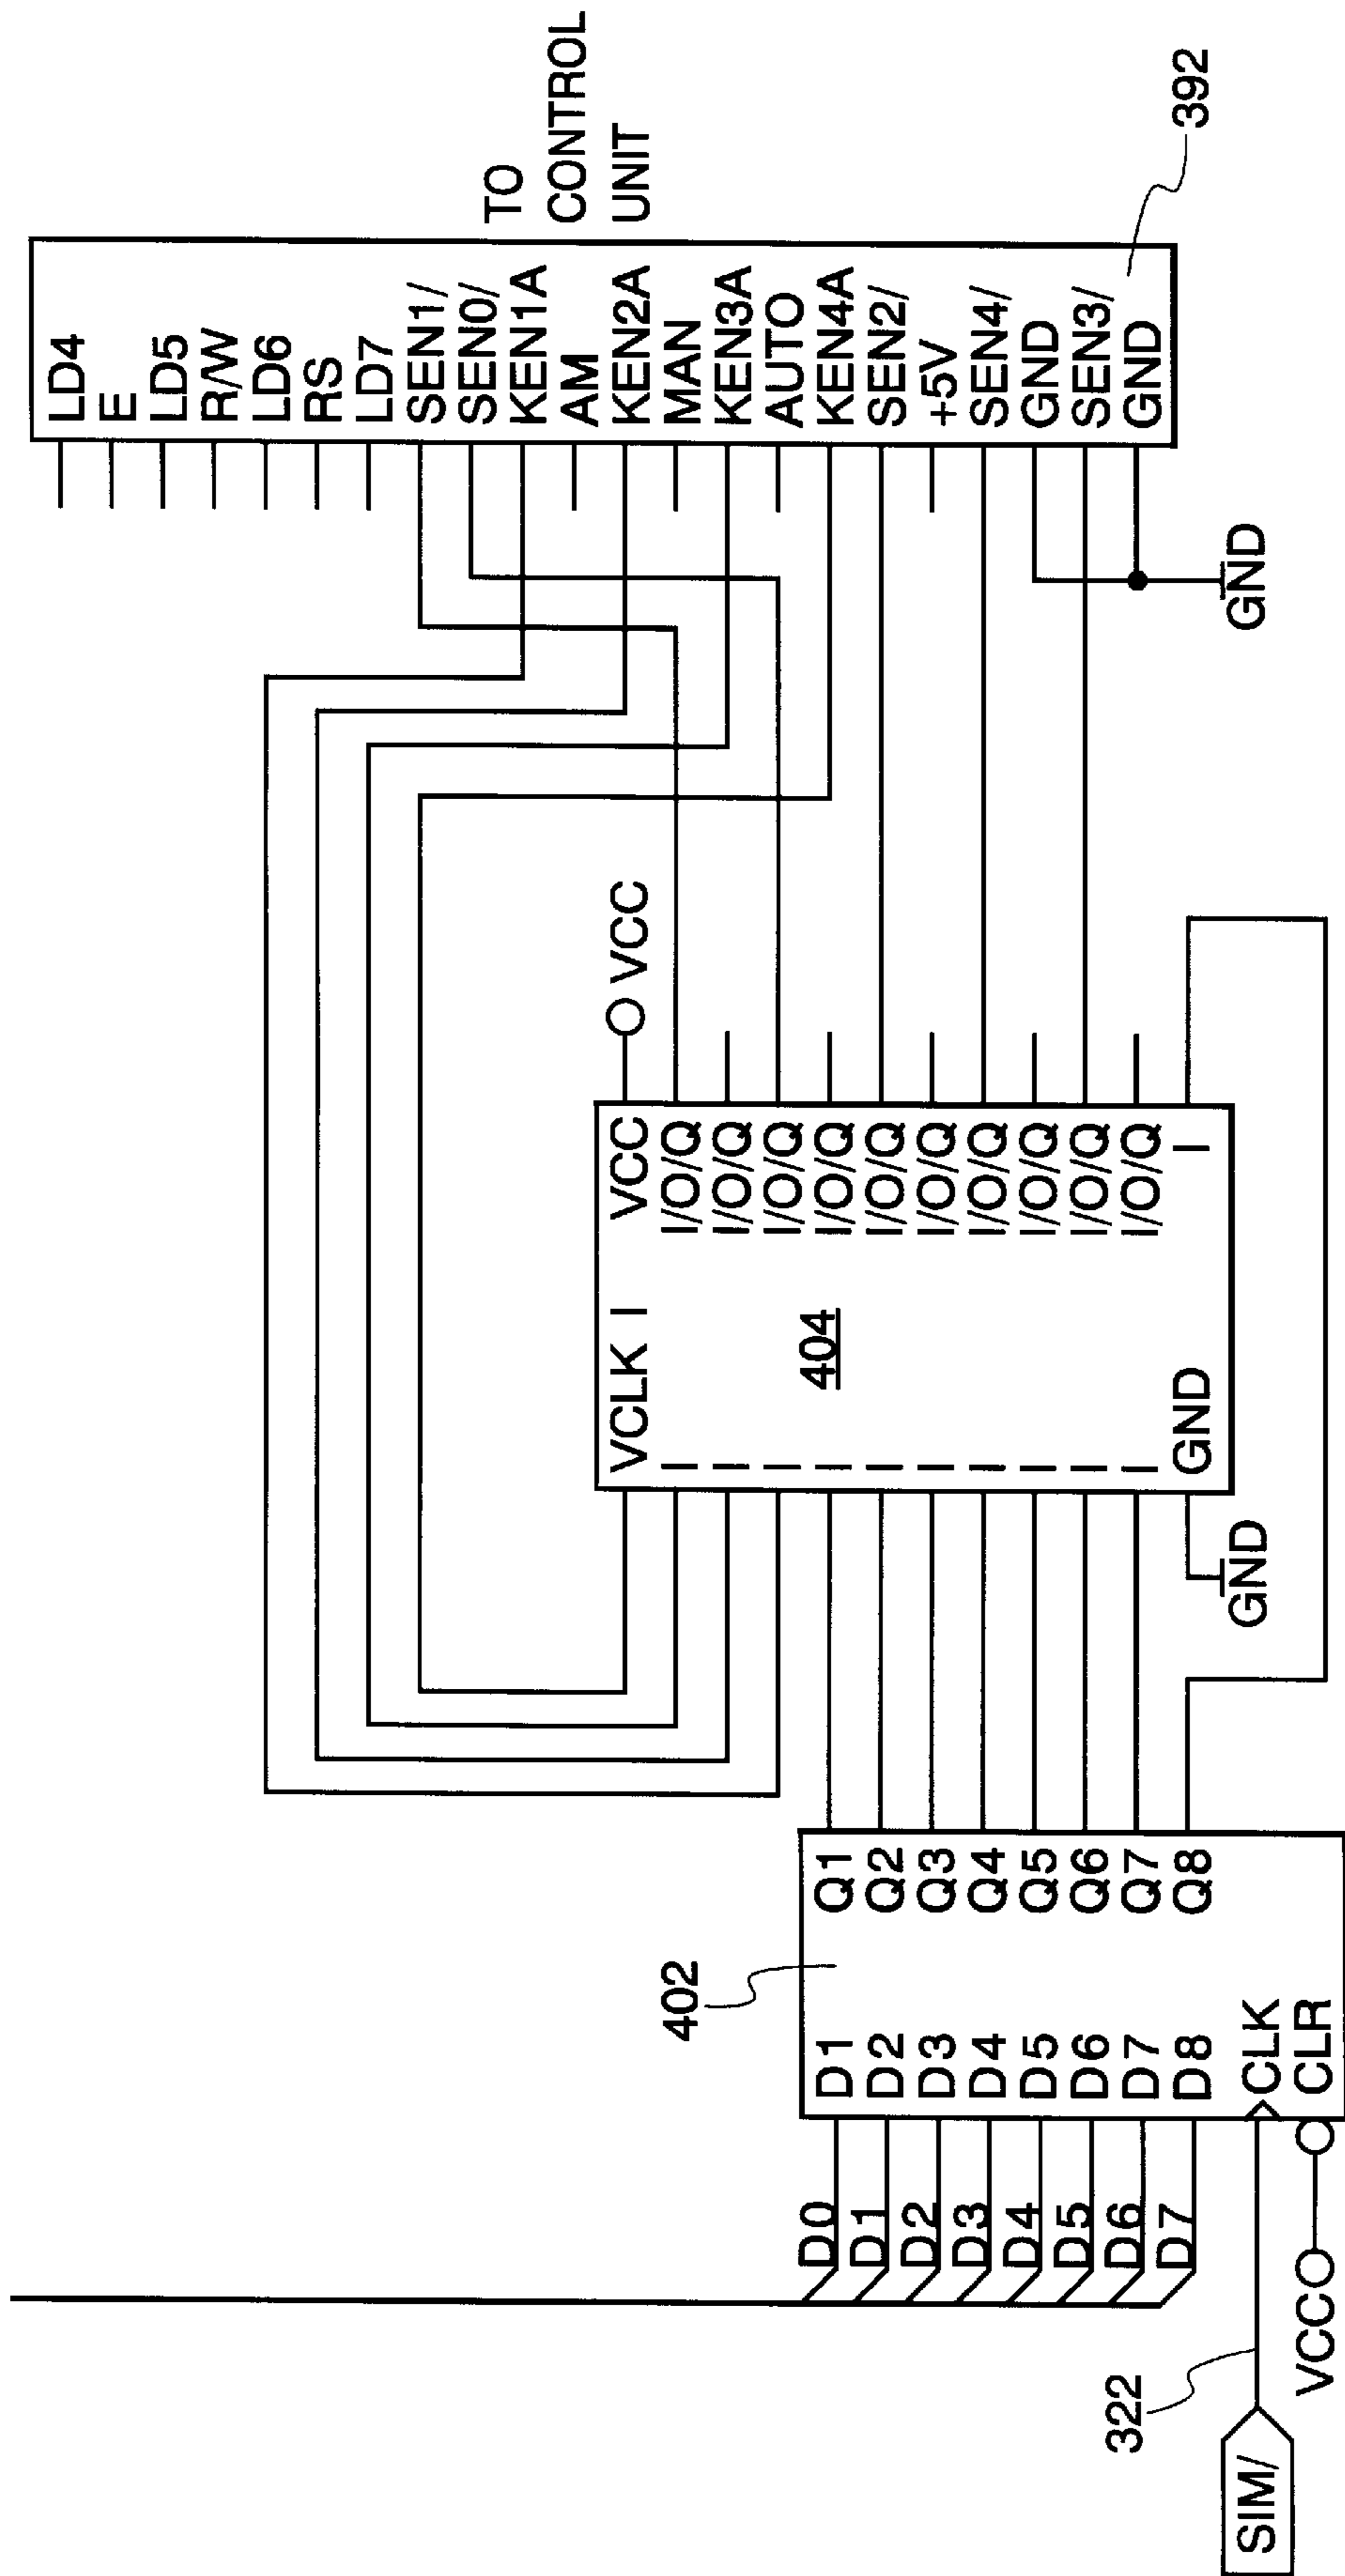 LD4
E
LD5
R/W
LD6
RS
LD7
SEN1/
SEN0/
KEN1A
AM
KEN2A
MAN
KEN3A
AUTO
KEN4A
SEN2/
+5V
SEN4/
GND
SEN3/
GND
TO
CONTROL
UNIT
392
GND
VCC
VCLK I VCC
I I/O/Q
I I/O/Q
I I/O/Q
I I/O/Q
I I/O/Q
I I/O/Q
I I/O/Q
I I/O/Q
I I/O/Q
I I/O/Q
GND I
404
GND
402
D1 Q1
D2 Q2
D3 Q3
D4 Q4
D5 Q5
D6 Q6
D7 Q7
D8 Q8
CLK
CLR
D0
D1
D2
D3
D4
D5
D6
D7
322
SIM/
VCC